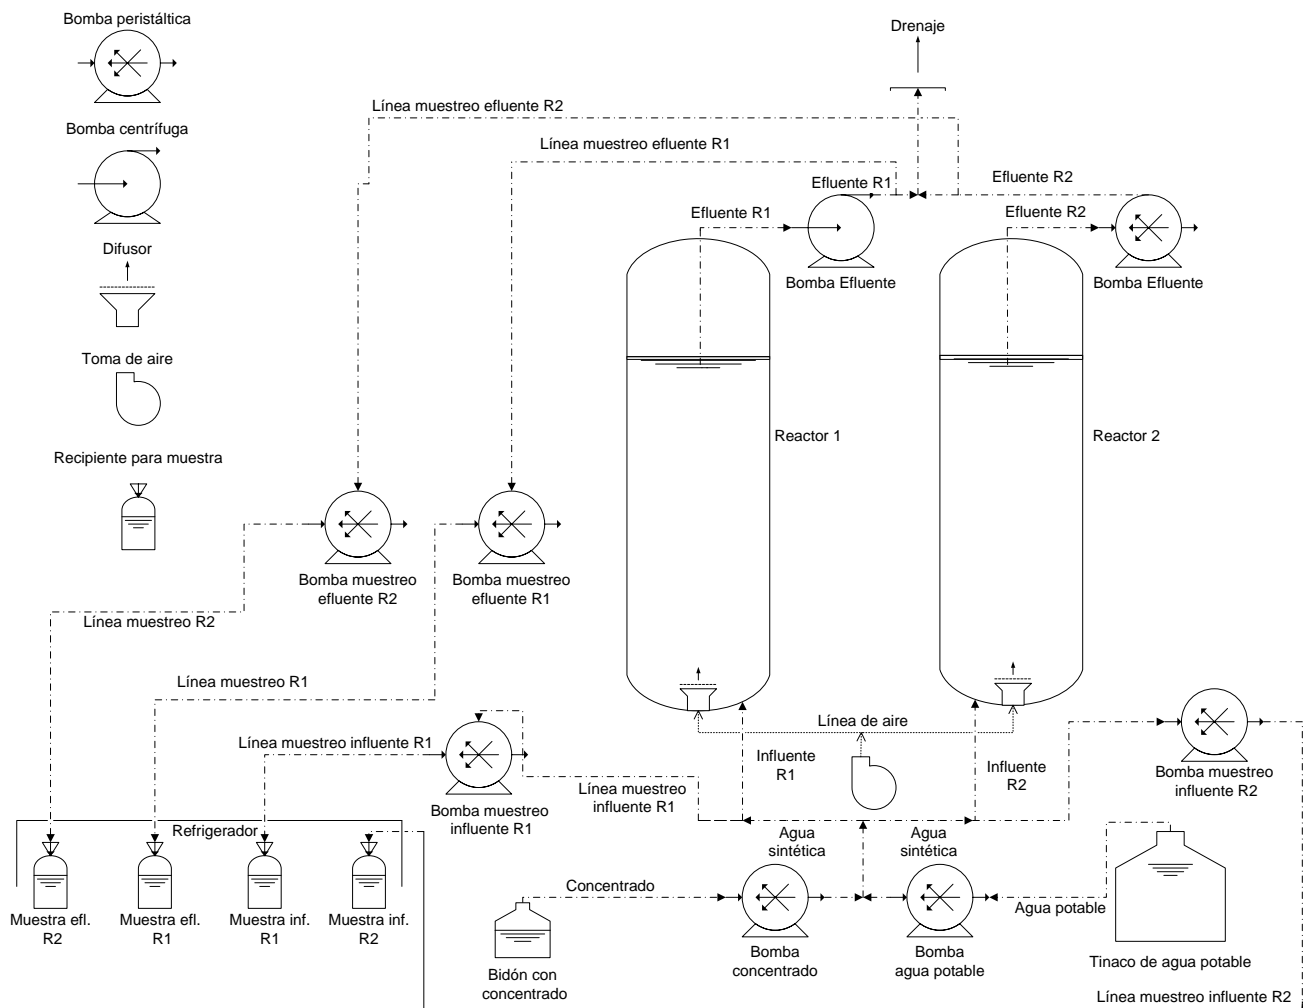 Bomba peristáltica
Bomba centrífuga
Difusor
Toma de aire
Recipiente para muestra
Drenaje
Línea muestreo efluente R2
Línea muestreo efluente R1
Efluente R1
Efluente R2
Efluente R1
Efluente R2
Bomba Efluente
Bomba Efluente
Reactor 1
Reactor 2
Bomba muestreo
efluente R2
Bomba muestreo
efluente R1
Línea muestreo R2
Línea muestreo R1
Línea muestreo influente R1
Bomba muestreo
influente R1
Línea muestreo
influente R1
Línea de aire
Influente
R1
Influente
R2
Bomba muestreo
influente R2
Refrigerador
Agua
sintética
Agua
sintética
Concentrado
Agua potable
Muestra efl.
R2
Muestra efl.
R1
Muestra inf.
R1
Muestra inf.
R2
Bidón con
concentrado
Bomba
concentrado
Bomba
agua potable
Tinaco de agua potable
Línea muestreo influente R2